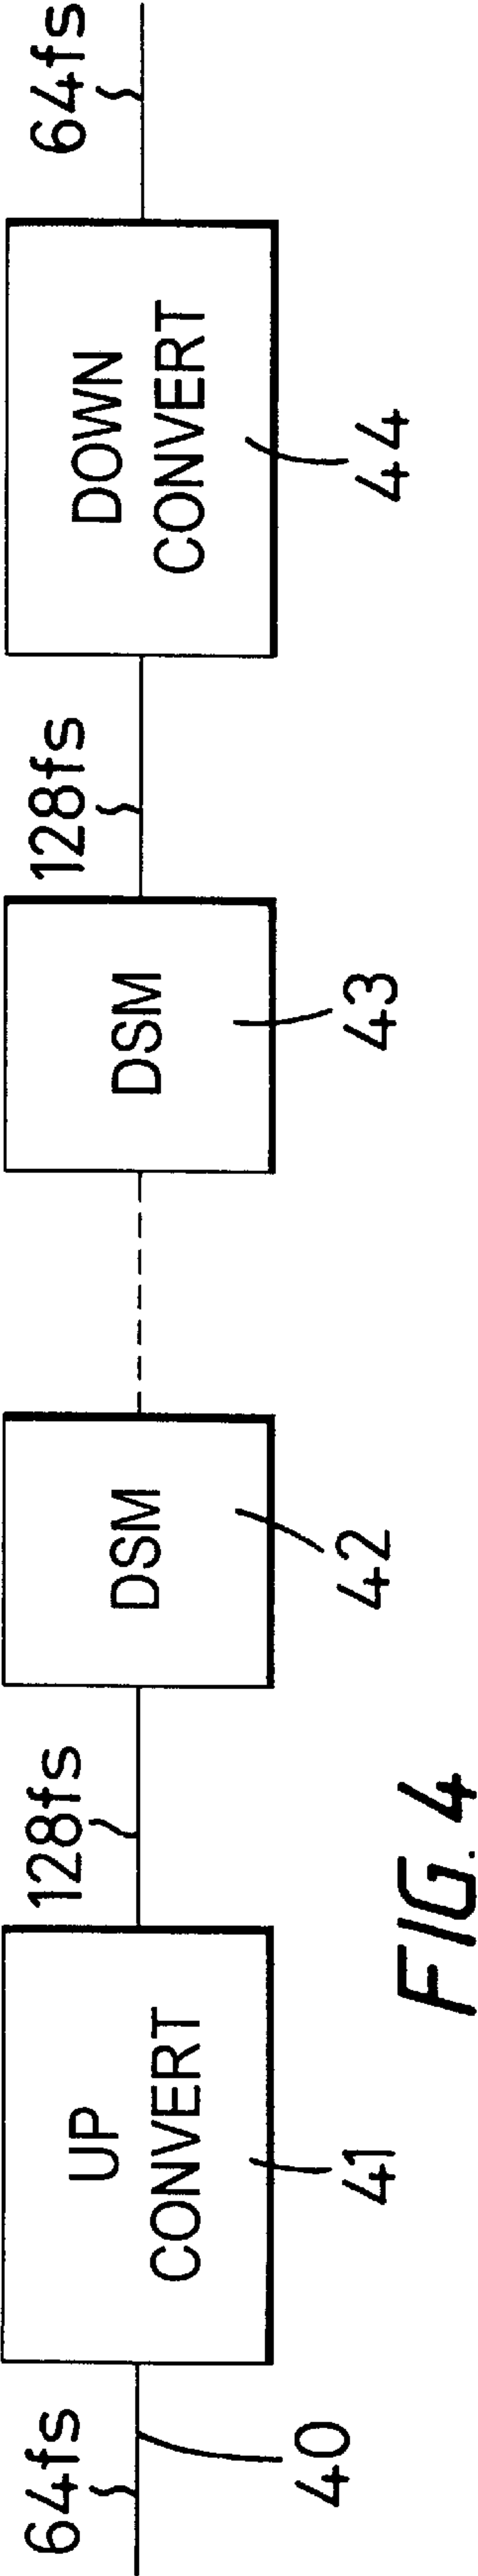 64fs
40
UP
CONVERT
41
128fs
DSM
42
DSM
43
128fs
DOWN
CONVERT
44
64fs
FIG. 4